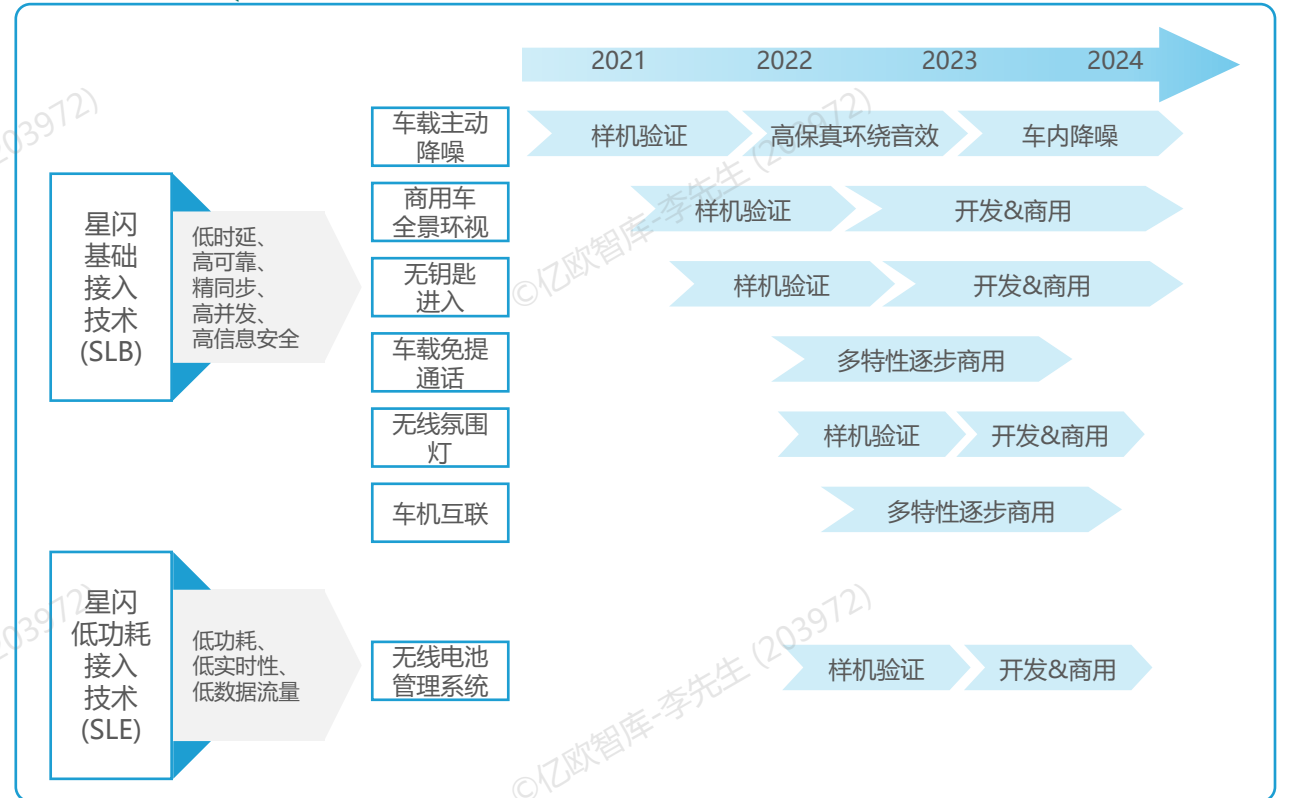 2021 2022 2023 2024
车载主动
降噪
样机验证 高保真环绕音效 车内降噪
商用车
全景环视
样机验证 开发&商用
星闪
基础
接入
技术
(SLB)
低时延、
高可靠、
精同步、
高并发、
高信息安全
无钥匙
进入
样机验证 开发&商用
车载免提
通话
多特性逐步商用
无线氛围
灯
样机验证 开发&商用
车机互联
多特性逐步商用
星闪
低功耗
接入
技术
(SLE)
低功耗、
低实时性、
低数据流量
无线电池
管理系统
样机验证 开发&商用
©亿欧智库-李先生 (203972)
©亿欧智库-李先生 (203972)
03972)
03972)